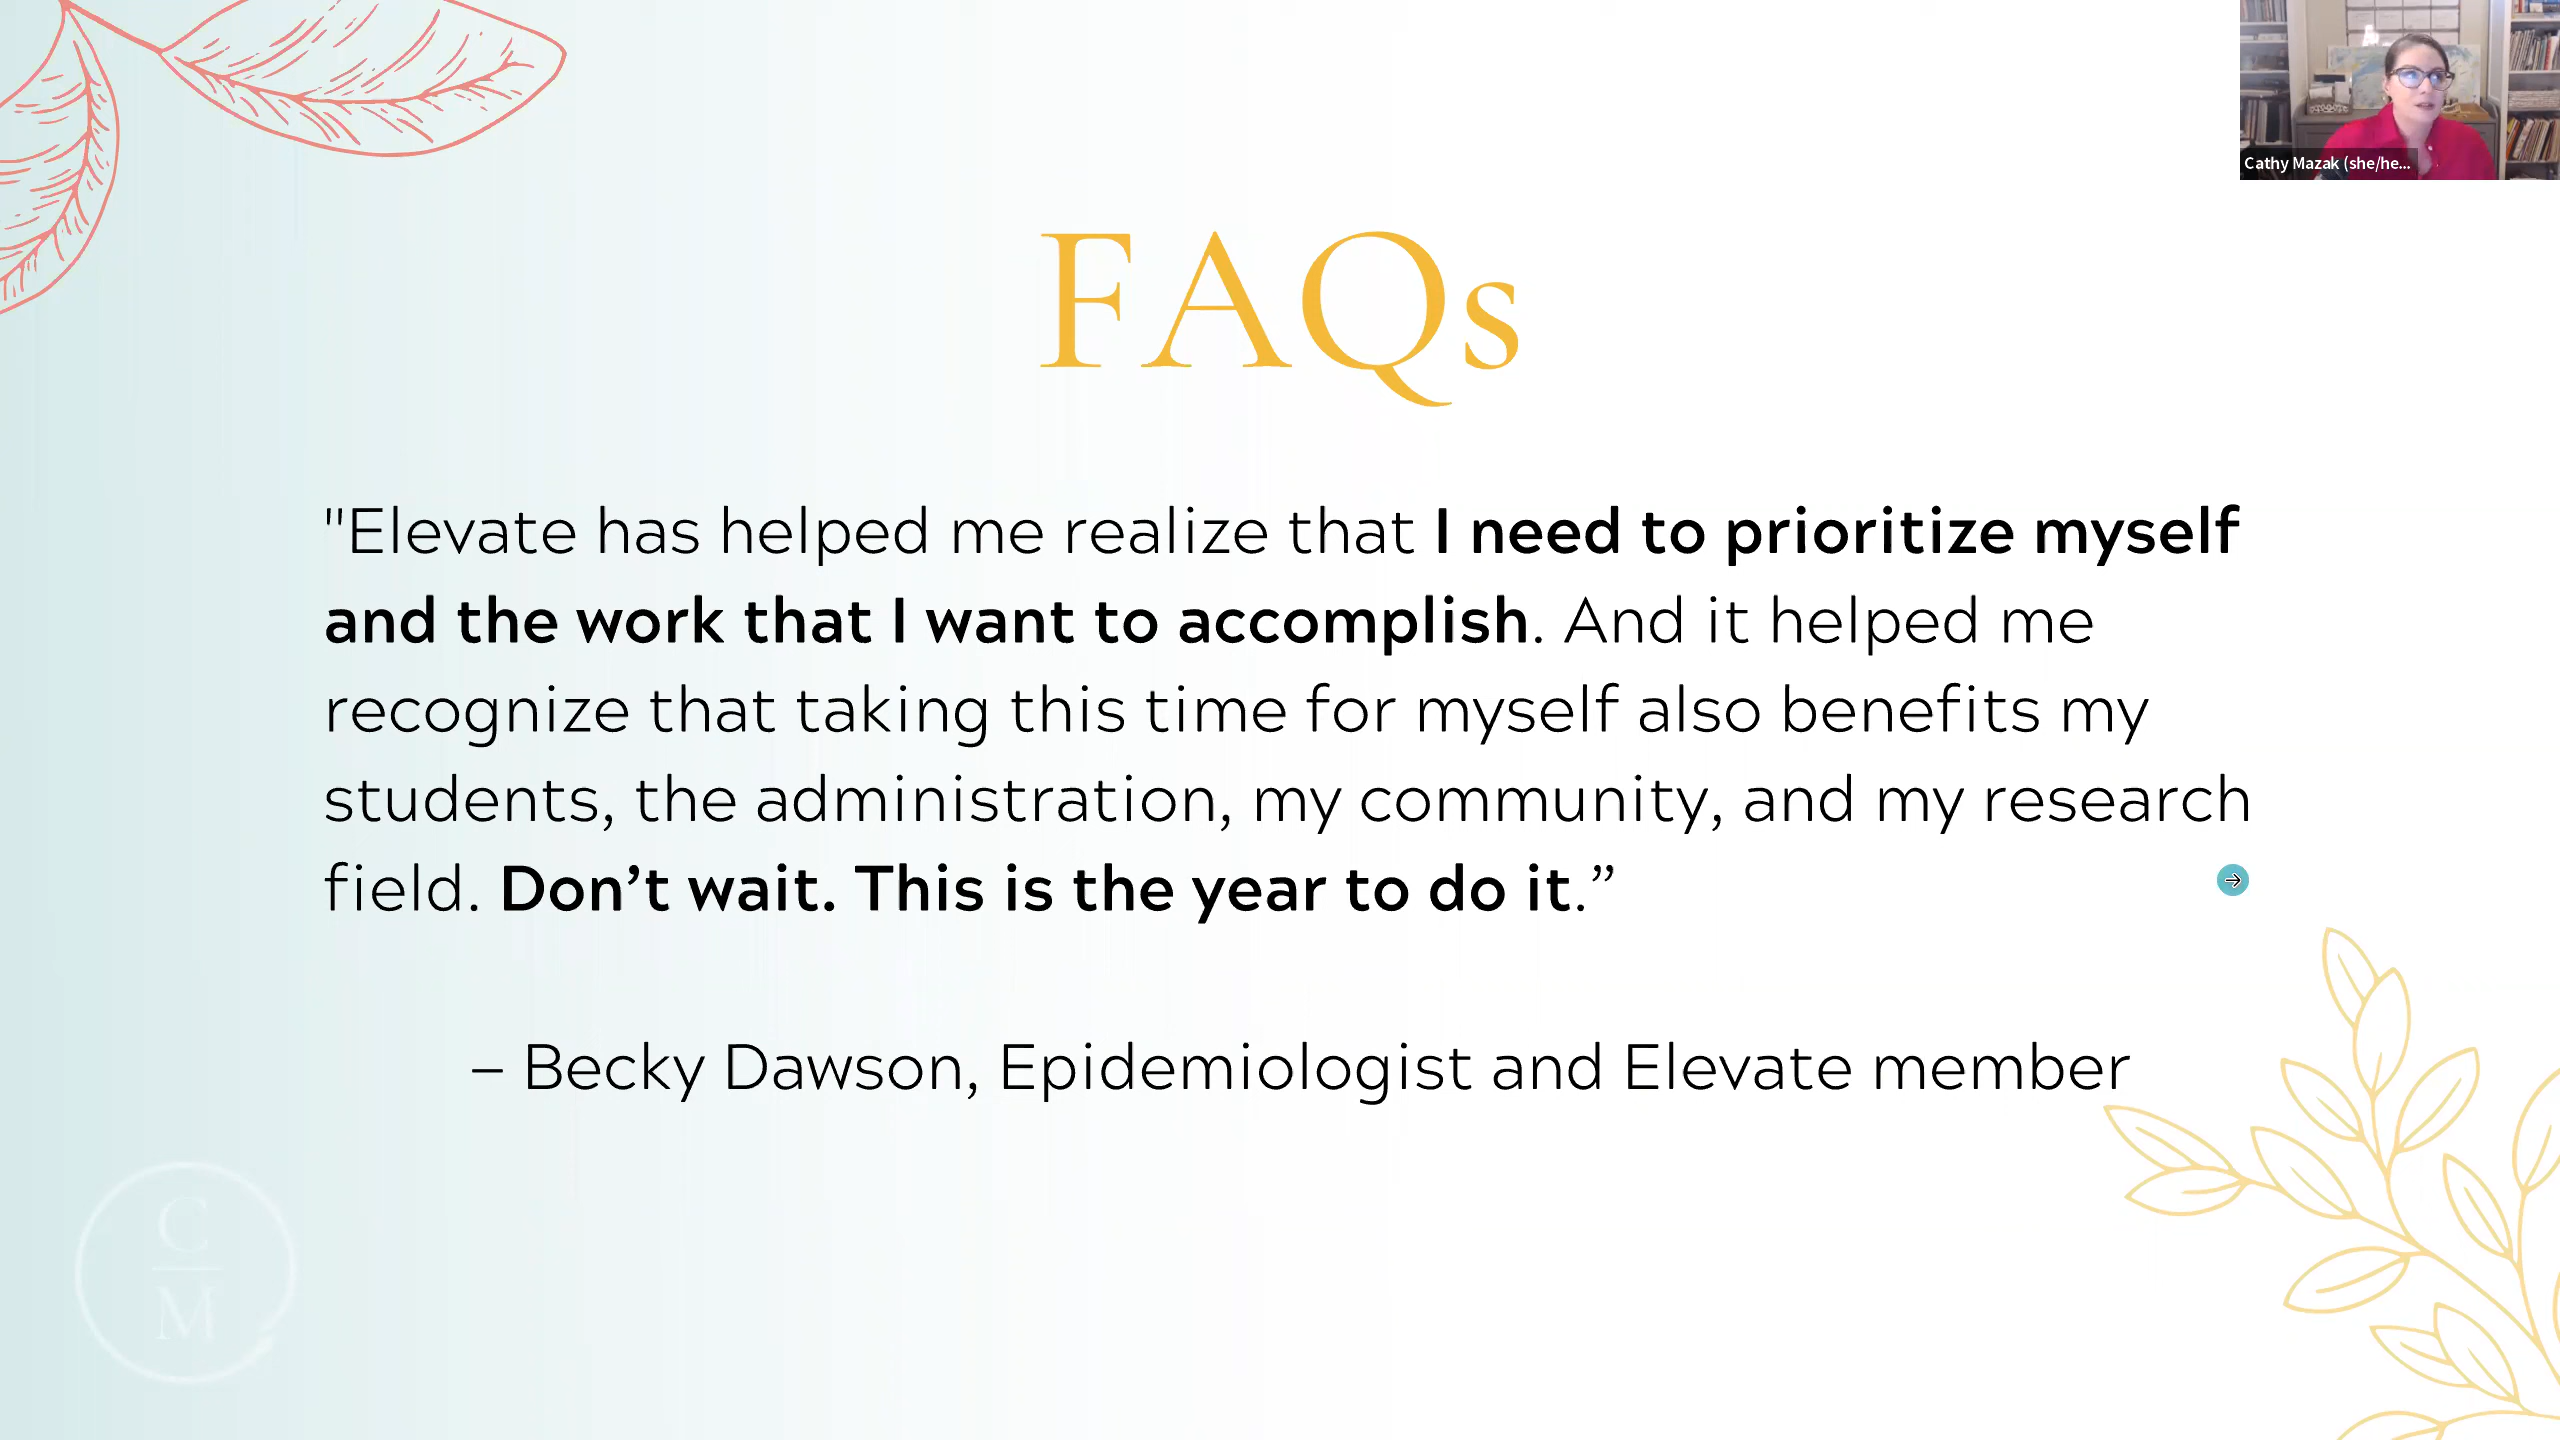 Cathy Mazak (she/he...
FAQs
"Elevate has helped me realize that I need to prioritize myself
and the work that I want to accomplish. And it helped me
recognize that taking this time for myself also benefits my
students, the administration, my community, and my research
field. Don’t wait. This is the year to do it.”
– Becky Dawson, Epidemiologist and Elevate member
C
M